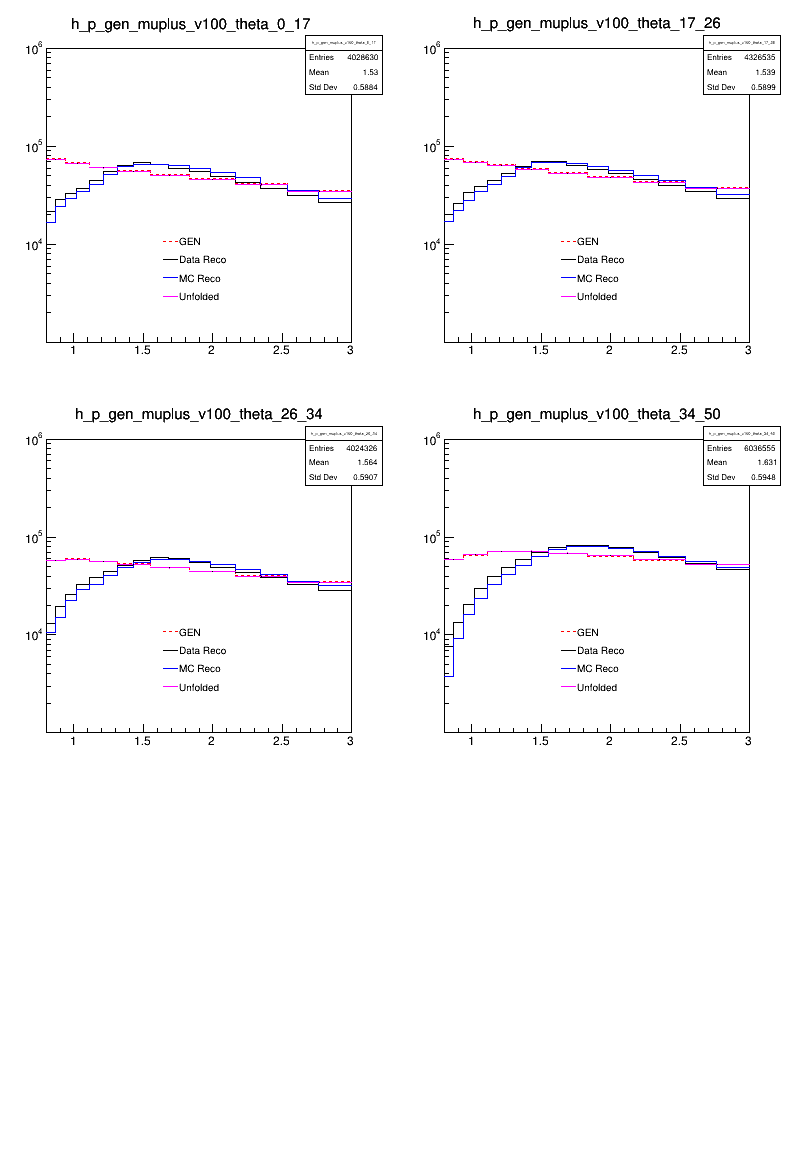 h_p_gen_muplus_v100_theta_0_17
h_p_gen_muplus_v100_theta_0_17
Entries 4028630
Mean 1.53
Std Dev 0.5884
10^6
10^5
10^4
GEN
Data Reco
MC Reco
Unfolded
1 1.5 2 2.5 3
h_p_gen_muplus_v100_theta_17_26
h_p_gen_muplus_v100_theta_17_26
Entries 4326535
Mean 1.539
Std Dev 0.5899
10^6
10^5
10^4
GEN
Data Reco
MC Reco
Unfolded
1 1.5 2 2.5 3
h_p_gen_muplus_v100_theta_26_34
h_p_gen_muplus_v100_theta_26_34
Entries 4024326
Mean 1.564
Std Dev 0.5907
10^6
10^5
10^4
GEN
Data Reco
MC Reco
Unfolded
1 1.5 2 2.5 3
h_p_gen_muplus_v100_theta_34_50
h_p_gen_muplus_v100_theta_34_50
Entries 6036555
Mean 1.631
Std Dev 0.5948
10^6
10^5
10^4
GEN
Data Reco
MC Reco
Unfolded
1 1.5 2 2.5 3